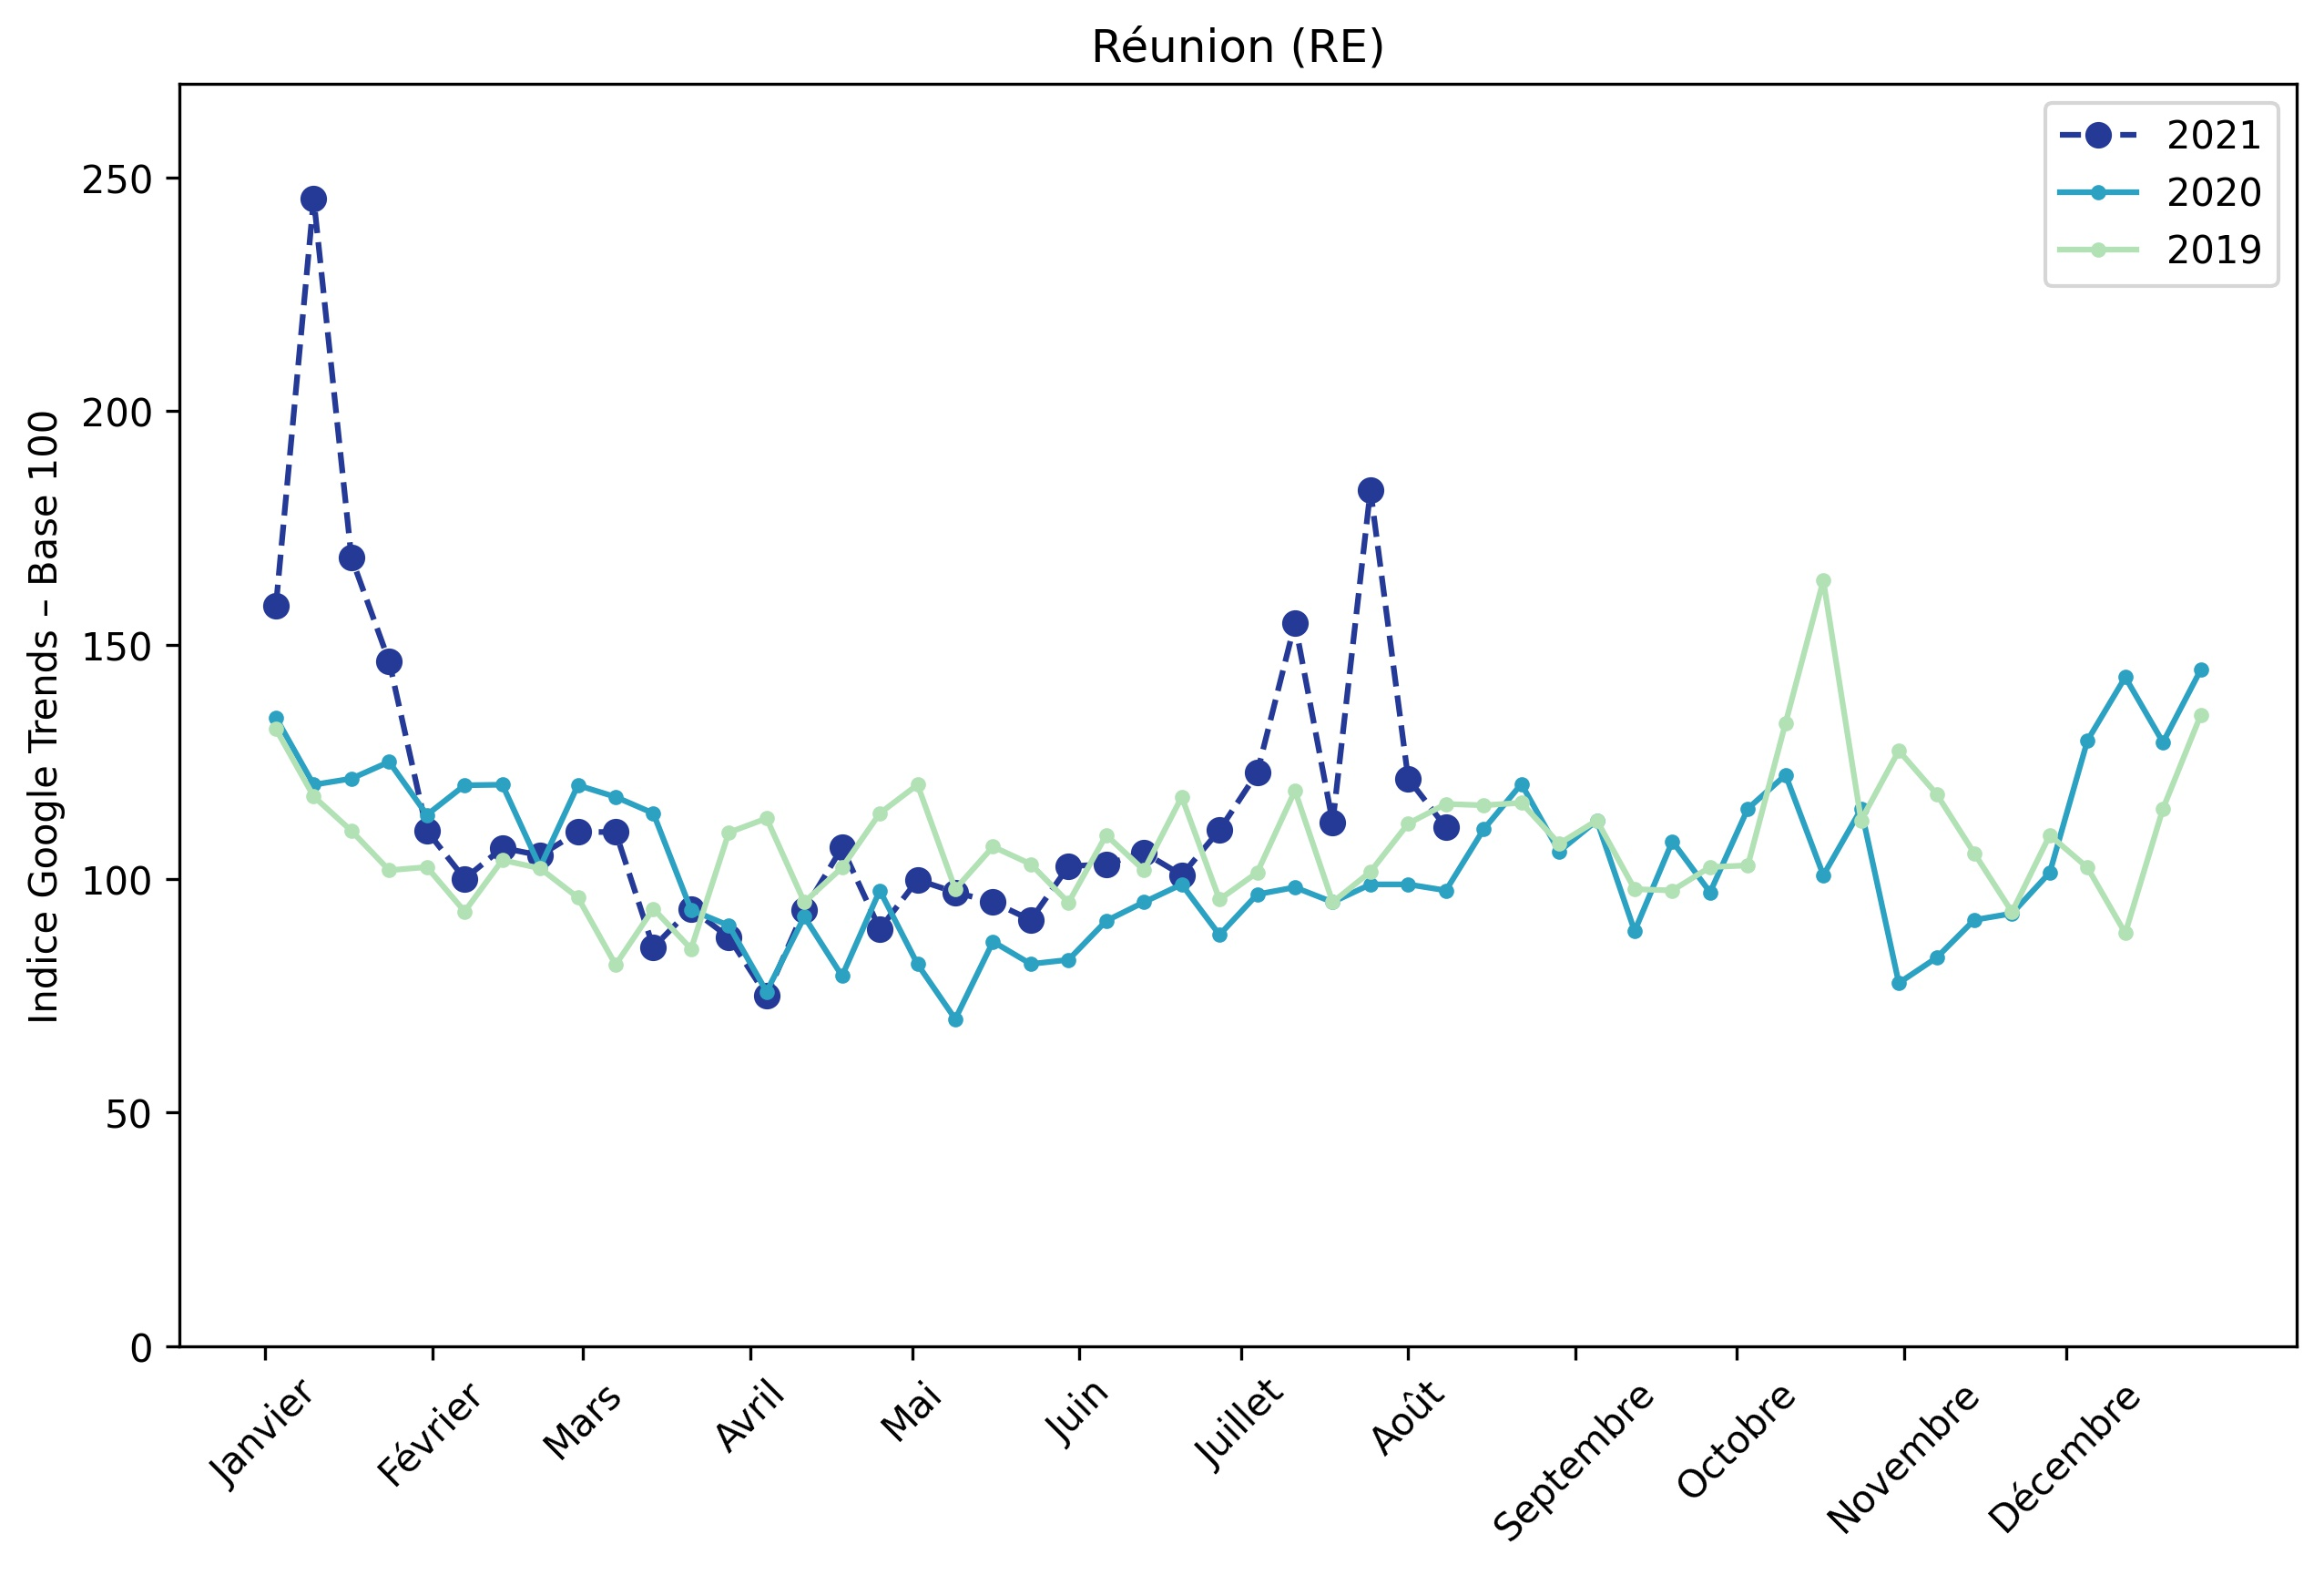 Réunion (RE)
Indice Google Trends – Base 100
250
200
150
100
50
0
2021
2020
2019
Janvier
Février
Mars
Avril
Mai
Juin
Juillet
Août
Septembre
Octobre
Novembre
Décembre